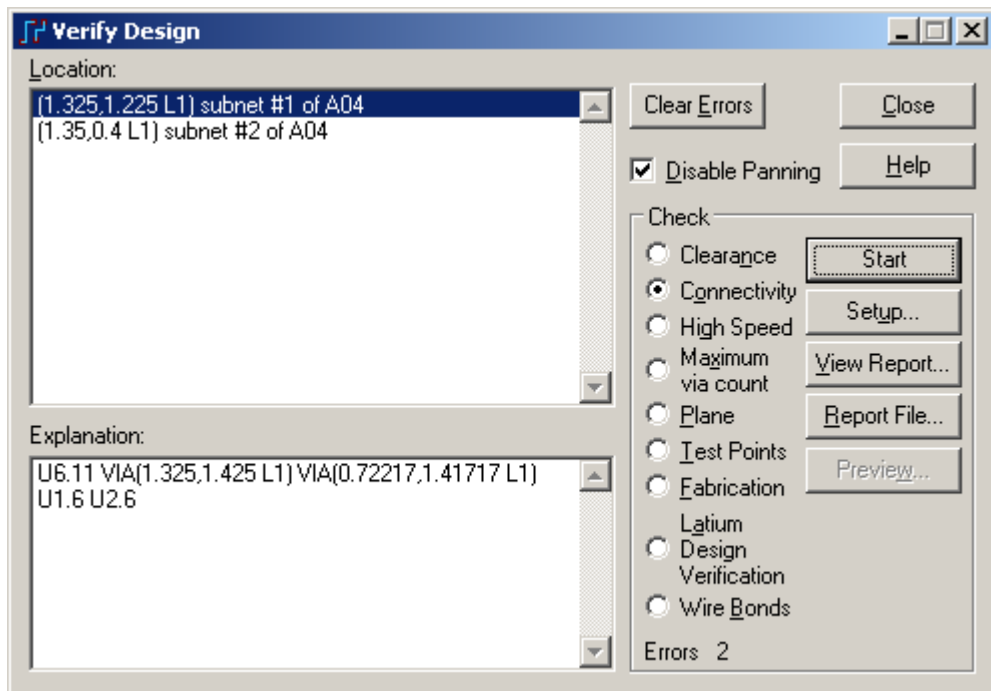 Verify Design
Location:
(1.325,1.225 L1) subnet #1 of A04
(1.35,0.4 L1) subnet #2 of A04
Clear Errors
Close
Disable Panning
Help
Check
Clearance
Start
Connectivity
Setup...
High Speed
Maximum
via count
View Report...
Plane
Report File...
Explanation:
U6.11 VIA(1.325,1.425 L1) VIA(0.72217,1.41717 L1)
U1.6 U2.6
Test Points
Preview...
Fabrication
Latium
Design
Verification
Wire Bonds
Errors 2